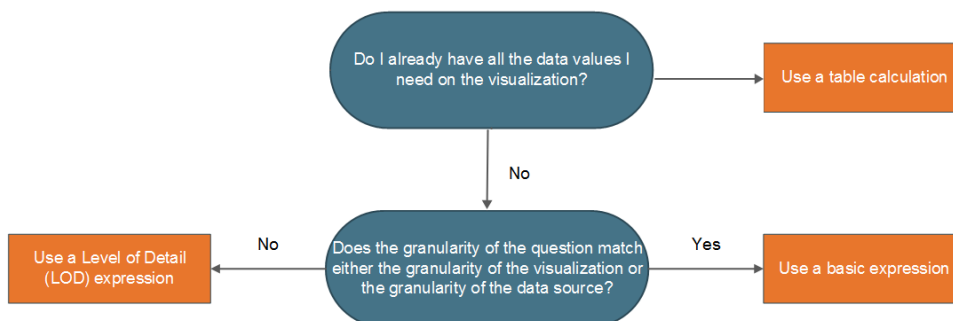 Do I already have all the data values I
need on the visualization?
Use a table calculation
No
No
Does the granularity of the question match
either the granularity of the visualization or
the granularity of the data source?
Yes
Use a Level of Detail
(LOD) expression
Use a basic expression